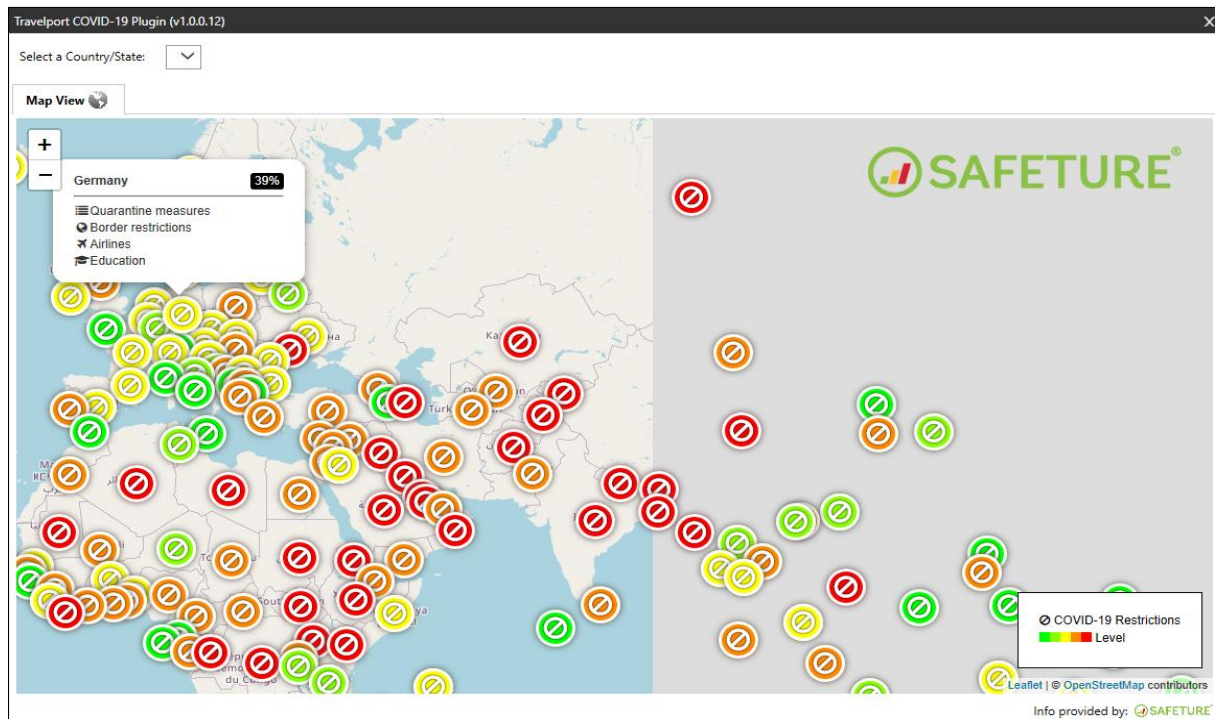 Travelport COVID-19 Plugin (v1.0.0.12)
X
Select a Country/State:
Map View
+
−
Germany 39%
Quarantine measures
Border restrictions
Airlines
Education
SAFETURE®
COVID-19 Restrictions
Level
Leaflet | © OpenStreetMap contributors
Info provided by: SAFETURE